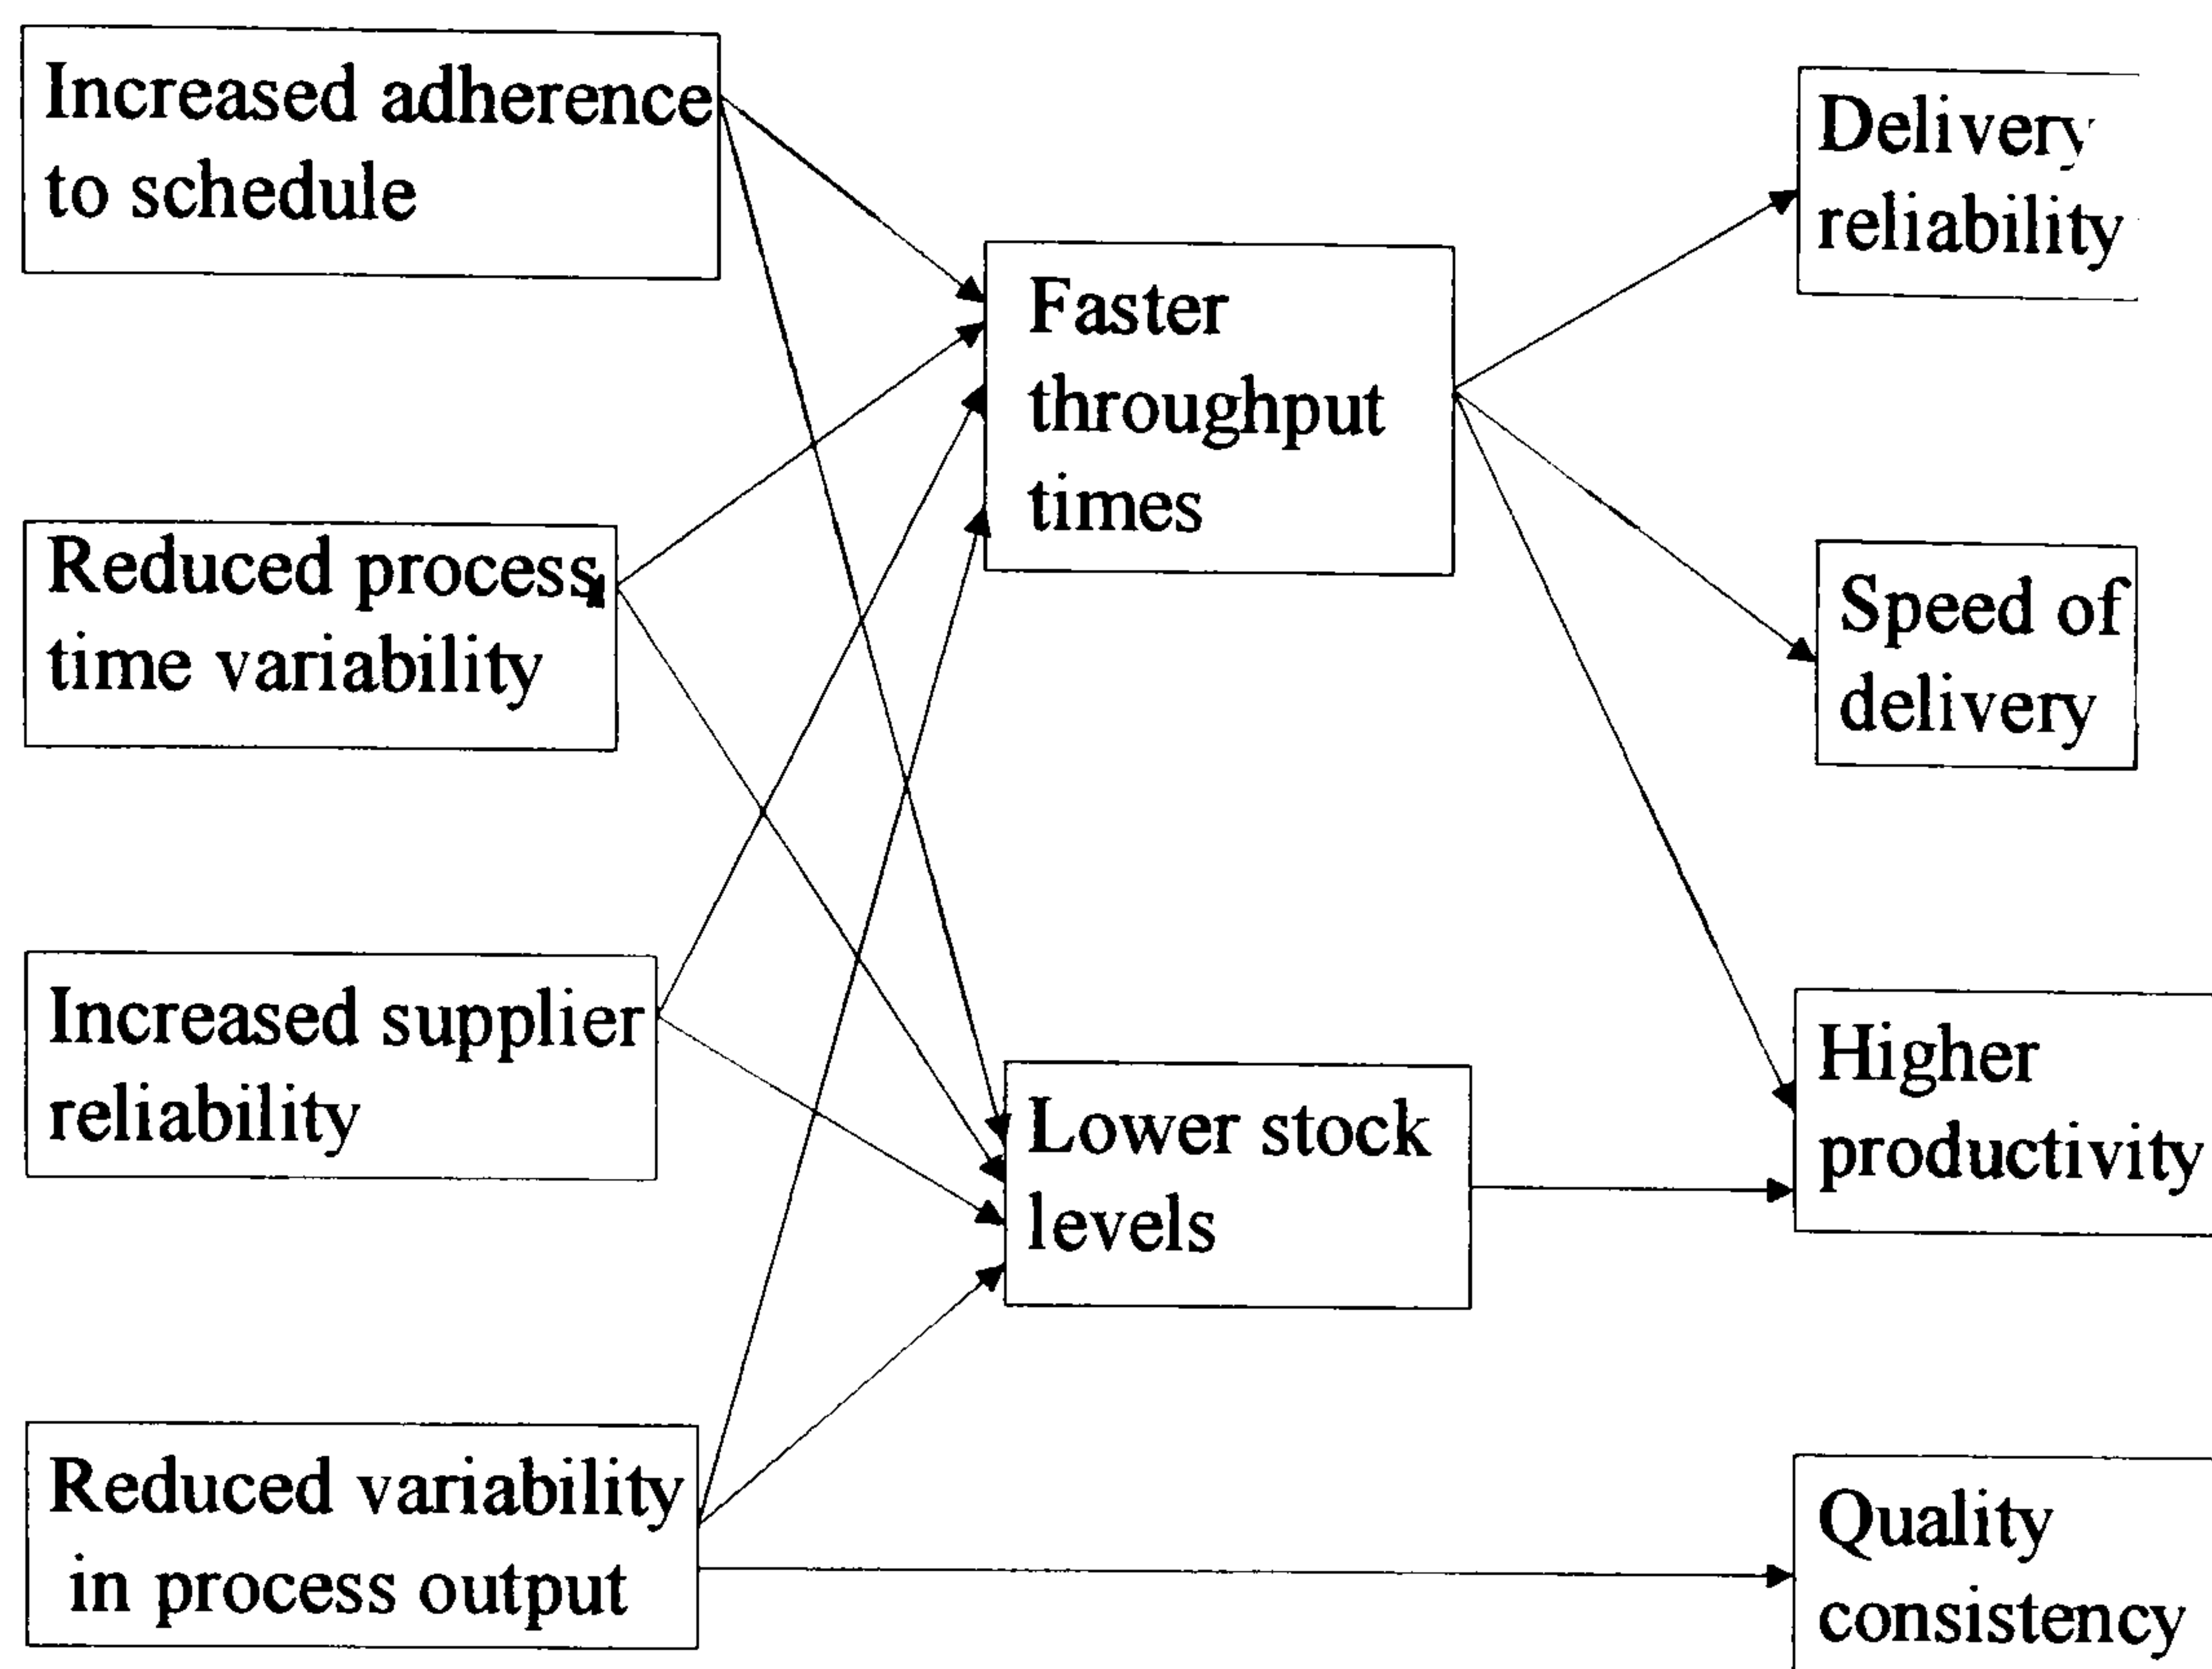 Increased adherence
to schedule
Reduced process
time variability
Increased supplier
reliability
Reduced variability
in process output
Faster
throughput
times
Lower stock
levels
Delivery
reliability
Speed of
delivery
Higher
productivity
Quality
consistency